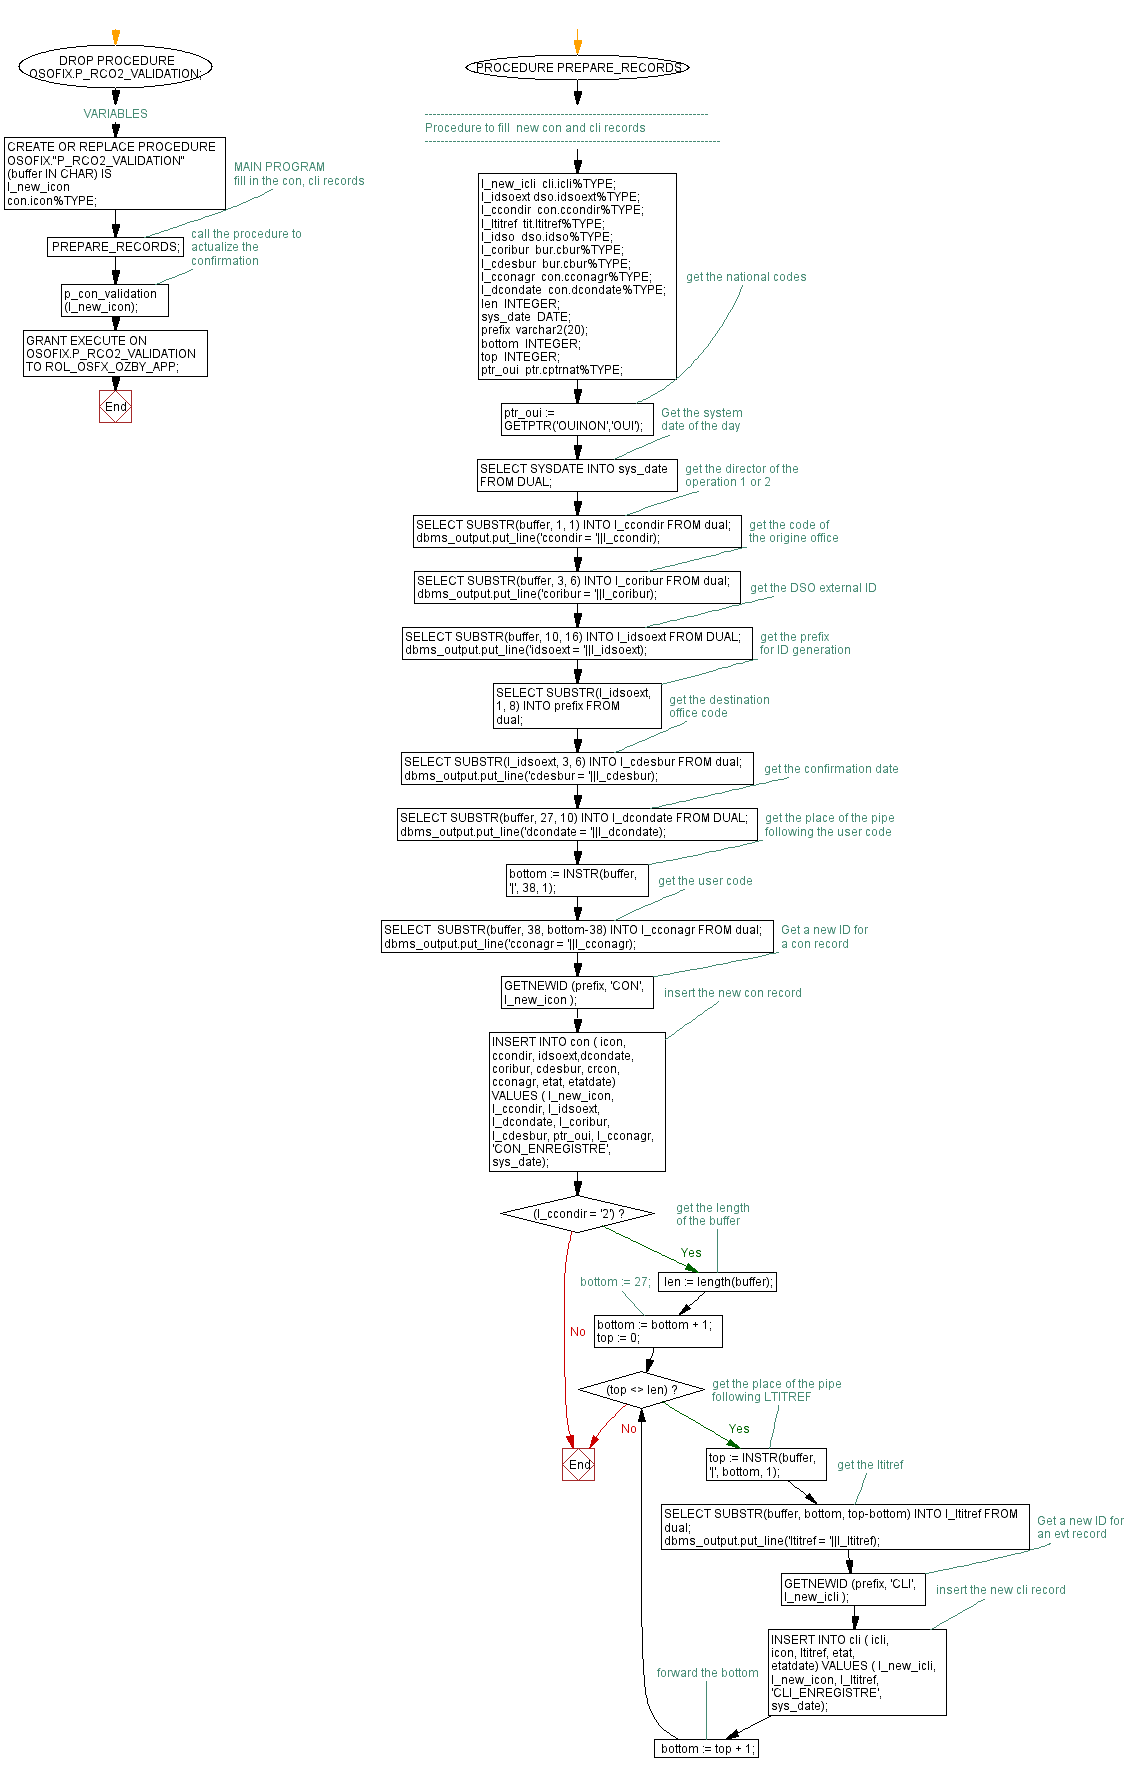 DROP PROCEDURE
OSOFIX.P_RCO2_VALIDATION;
VARIABLES
CREATE OR REPLACE PROCEDURE
OSOFIX."P_RCO2_VALIDATION"
(buffer IN CHAR) IS
l_new_icon
con.icon%TYPE;
MAIN PROGRAM
fill in the con, cli records
PREPARE_RECORDS;
call the procedure to
actualize the
confirmation
p_con_validation
(l_new_icon);
GRANT EXECUTE ON
OSOFIX.P_RCO2_VALIDATION
TO ROL_OSFX_OZBY_APP;
End
PROCEDURE PREPARE_RECORDS
Procedure to fill  new con and cli records
l_new_icli  cli.icli%TYPE;
l_idsoext dso.idsoext%TYPE;
l_ccondir  con.ccondir%TYPE;
l_ltitref  tit.ltitref%TYPE;
l_idso  dso.idso%TYPE;
l_coribur  bur.cbur%TYPE;
l_cdesbur  bur.cbur%TYPE;
l_cconagr  con.cconagr%TYPE;
l_dcondate  con.dcondate%TYPE;
len  INTEGER;
sys_date  DATE;
prefix varchar2(20);
bottom  INTEGER;
top  INTEGER;
ptr_oui  ptr.cptrnat%TYPE;
get the national codes
ptr_oui :=
GETPTR('OUINON','OUI');
Get the system
date of the day
SELECT SYSDATE INTO sys_date
FROM DUAL;
get the director of the
operation 1 or 2
SELECT SUBSTR(buffer, 1, 1) INTO l_ccondir FROM dual;
dbms_output.put_line('ccondir = '||l_ccondir);
get the code of
the origine office
SELECT SUBSTR(buffer, 3, 6) INTO l_coribur FROM dual;
dbms_output.put_line('coribur = '||l_coribur);
get the DSO external ID
SELECT SUBSTR(buffer, 10, 16) INTO l_idsoext FROM DUAL;
dbms_output.put_line('idsoext = '||l_idsoext);
get the prefix
for ID generation
SELECT SUBSTR(l_idsoext,
1, 8) INTO prefix FROM
dual;
get the destination
office code
SELECT SUBSTR(l_idsoext, 3, 6) INTO l_cdesbur FROM dual;
dbms_output.put_line('cdesbur = '||l_cdesbur);
get the confirmation date
SELECT SUBSTR(buffer, 27, 10) INTO l_dcondate FROM DUAL;
dbms_output.put_line('dcondate = '||l_dcondate);
get the place of the pipe
following the user code
bottom := INSTR(buffer,
'|', 38, 1);
get the user code
SELECT  SUBSTR(buffer, 38, bottom-38) INTO l_cconagr FROM dual;
dbms_output.put_line('cconagr = '||l_cconagr);
Get a new ID for
a con record
GETNEWID (prefix, 'CON',
l_new_icon );
insert the new con record
INSERT INTO con ( icon,
ccondir, idsoext,dcondate,
coribur, cdesbur, crcon,
cconagr, etat, etatdate)
VALUES ( l_new_icon,
l_ccondir, l_idsoext,
l_dcondate, l_coribur,
l_cdesbur, ptr_oui, l_cconagr,
'CON_ENREGISTRE',
sys_date);
(l_ccondir = '2') ?
get the length
of the buffer
Yes
len := length(buffer);
bottom := 27;
bottom := bottom + 1;
top := 0;
No
(top <> len) ?
get the place of the pipe
following LTITREF
No
Yes
End
top := INSTR(buffer,
'|', bottom, 1);
get the ltitref
SELECT SUBSTR(buffer, bottom, top-bottom) INTO l_ltitref FROM
dual;
dbms_output.put_line('ltitref = '||l_ltitref);
Get a new ID for
an evt record
GETNEWID (prefix, 'CLI',
l_new_icli );
insert the new cli record
INSERT INTO cli ( icli,
icon, ltitref, etat,
etatdate) VALUES ( l_new_icli,
l_new_icon, l_ltitref,
'CLI_ENREGISTRE',
sys_date);
forward the bottom
bottom := top + 1;